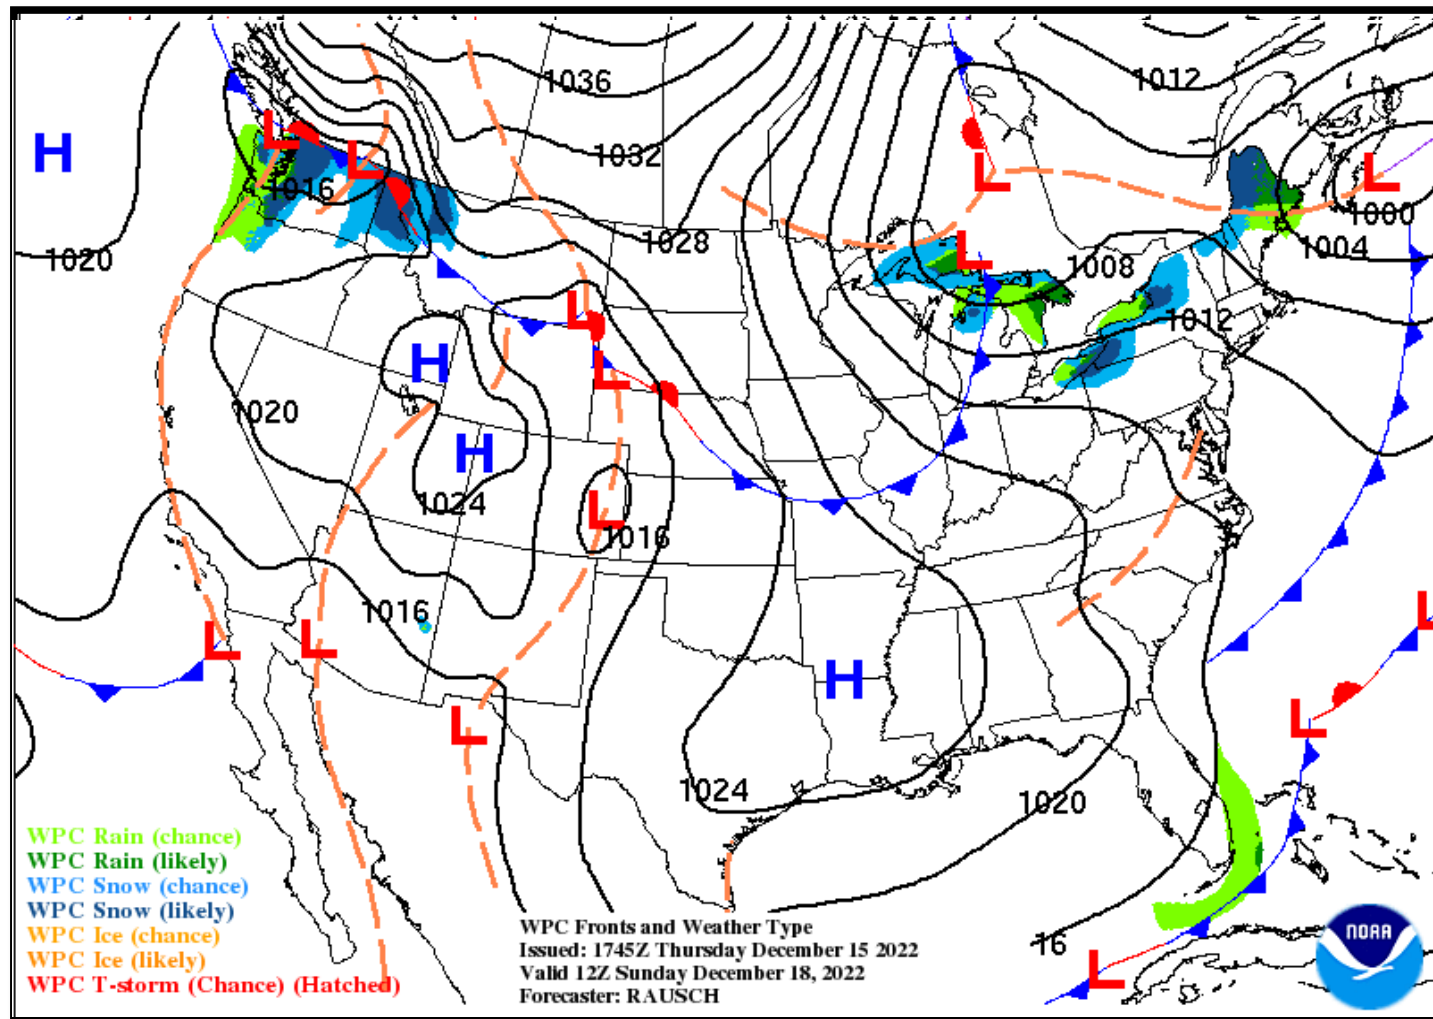 1036
1012
1032
H
L
L
L
L
1016
1000
1020
1028
1004
L
1008
L
1012
H
L
1020
H
1024
L
1016
1016
L
L
L
H
L
L
1024
1020
WPC Rain (chance)
WPC Rain (likely)
WPC Snow (chance)
WPC Snow (likely)
WPC Ice (chance)
WPC Ice (likely)
WPC T-storm (Chance) (Hatched)
WPC Fronts and Weather Type
Issued: 1745Z Thursday December 15 2022
Valid 12Z Sunday December 18, 2022
Forecaster: RAUSCH
16
L
NOAA